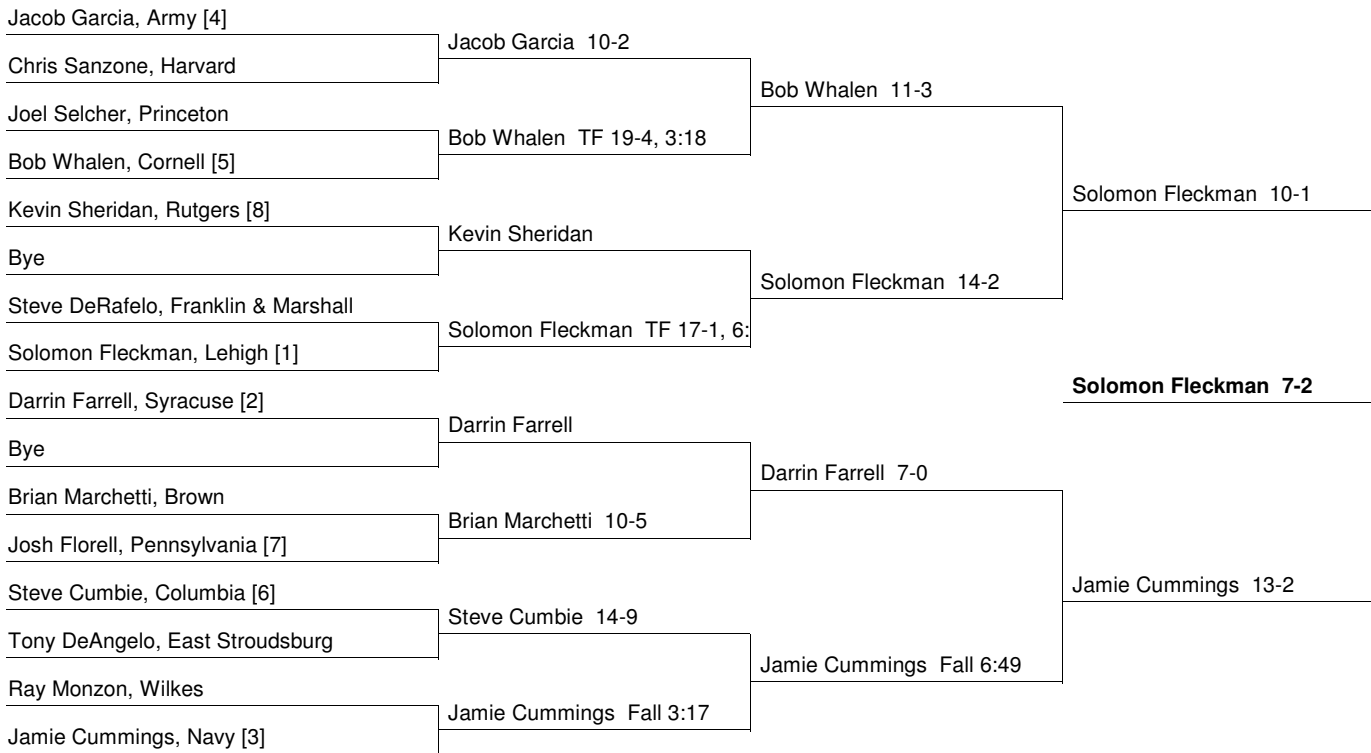 Jacob Garcia, Army [4]
Chris Sanzone, Harvard
Joel Selcher, Princeton
Bob Whalen, Cornell [5]
Kevin Sheridan, Rutgers [8]
Bye
Steve DeRafelo, Franklin & Marshall
Solomon Fleckman, Lehigh [1]
Darrin Farrell, Syracuse [2]
Bye
Brian Marchetti, Brown
Josh Florell, Pennsylvania [7]
Steve Cumbie, Columbia [6]
Tony DeAngelo, East Stroudsburg
Ray Monzon, Wilkes
Jamie Cummings, Navy [3]
Jacob Garcia 10-2
Bob Whalen TF 19-4, 3:18
Kevin Sheridan
Solomon Fleckman TF 17-1, 6:
Darrin Farrell
Brian Marchetti 10-5
Steve Cumbie 14-9
Jamie Cummings Fall 3:17
Bob Whalen 11-3
Solomon Fleckman 14-2
Darrin Farrell 7-0
Jamie Cummings Fall 6:49
Solomon Fleckman 10-1
Jamie Cummings 13-2
Solomon Fleckman 7-2